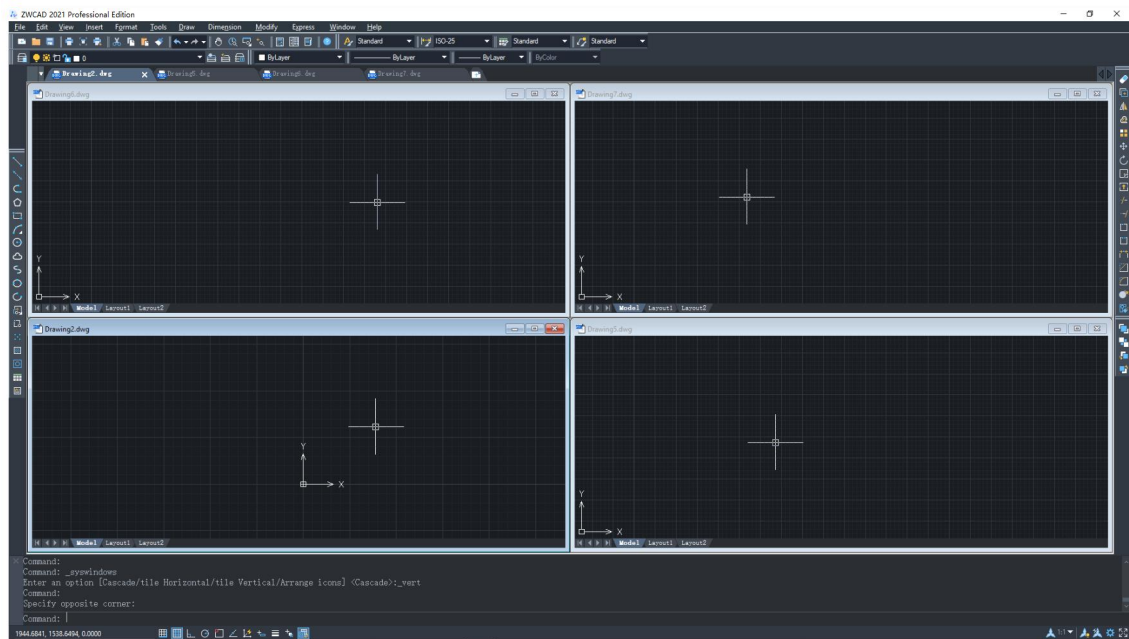 ZWCAD 2021 Professional Edition
File Edit View Insert Format Tools Draw Dimension Modify Express Window Help
Standard ISO-25 Standard Standard
0 ByLayer ByLayer ByLayer ByColor
Drawing2.dwg Drawing5.dwg Drawing6.dwg Drawing7.dwg
Drawing6.dwg
Y
X
Model Layout1 Layout2
Drawing7.dwg
Y
X
Model Layout1 Layout2
Drawing2.dwg
Y
X
Model Layout1 Layout2
Drawing5.dwg
Y
X
Model Layout1 Layout2
Command:
Command: _syswindows
Enter an option [Cascade/tile Horizontal/tile Vertical/Arrange icons] <Cascade>:_vert
Command:
Specify opposite corner:
Command:
1944.6841, 1538.6494, 0.0000 1:1